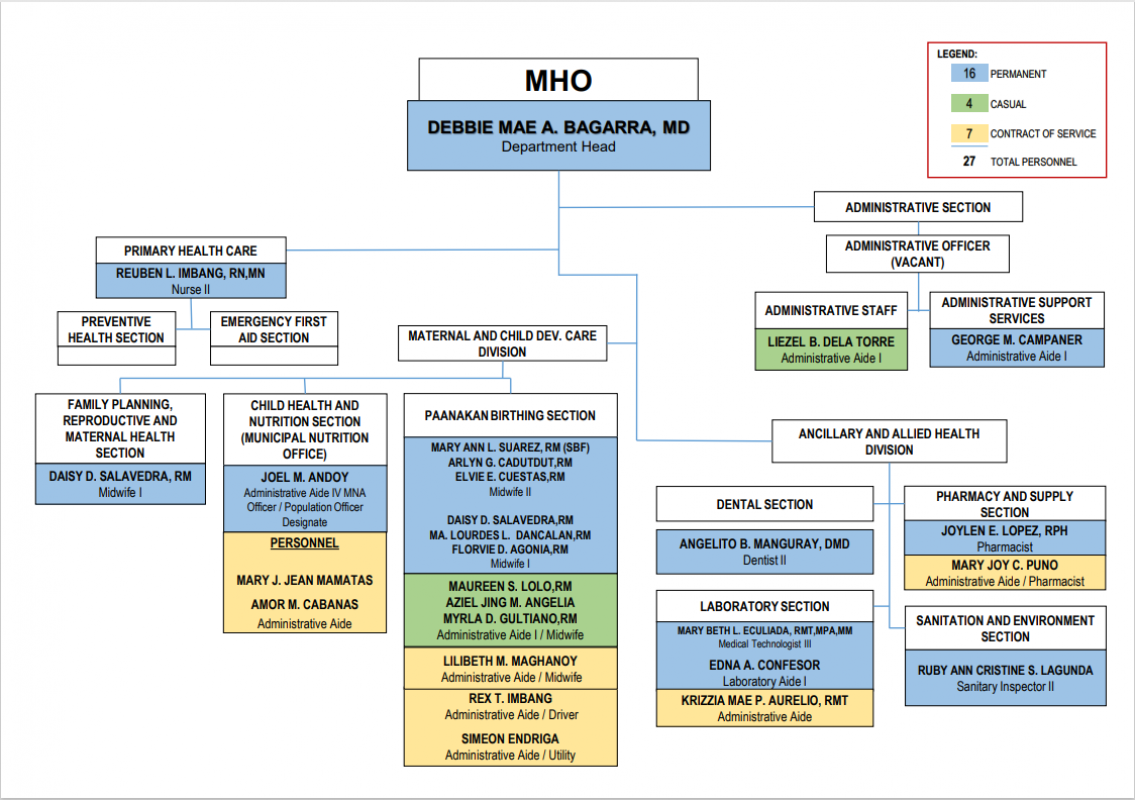 LEGEND:
16 PERMANENT
4 CASUAL
7 CONTRACT OF SERVICE
27 TOTAL PERSONNEL
MHO
DEBBIE MAE A. BAGARRA, MD
Department Head
ADMINISTRATIVE SECTION
ADMINISTRATIVE OFFICER
(VACANT)
ADMINISTRATIVE STAFF
LIEZEL B. DELA TORRE
Administrative Aide I
ADMINISTRATIVE SUPPORT
SERVICES
GEORGE M. CAMPANER
Administrative Aide I
PRIMARY HEALTH CARE
REUBEN L. IMBANG, RN,MN
Nurse II
PREVENTIVE
HEALTH SECTION
EMERGENCY FIRST
AID SECTION
MATERNAL AND CHILD DEV. CARE
DIVISION
FAMILY PLANNING,
REPRODUCTIVE AND
MATERNAL HEALTH
SECTION
DAISY D. SALAVEDRA, RM
Midwife I
CHILD HEALTH AND
NUTRITION SECTION
(MUNICIPAL NUTRITION
OFFICE)
JOEL M. ANDOY
Administrative Aide IV MNA
Officer / Population Officer
Designate
PERSONNEL
MARY J. JEAN MAMATAS
AMOR M. CABANAS
Administrative Aide
PAANAKAN BIRTHING SECTION
MARY ANN L. SUAREZ, RM (SBF)
ARLYN G. CADUTDUT,RM
ELVIE E. CUESTAS,RM
Midwife II
DAISY D. SALAVEDRA,RM
MA. LOURDES L. DANCALAN,RM
FLORVIE D. AGONIA,RM
Midwife I
MAUREEN S. LOLO,RM
AZIEL JING M. ANGELIA
MYRLA D. GULTIANO,RM
Administrative Aide I / Midwife
LILIBETH M. MAGHANOY
Administrative Aide / Midwife
REX T. IMBANG
Administrative Aide / Driver
SIMEON ENDRIGA
Administrative Aide / Utility
ANCILLARY AND ALLIED HEALTH
DIVISION
DENTAL SECTION
ANGELITO B. MANGURAY, DMD
Dentist II
PHARMACY AND SUPPLY
SECTION
JOYLEN E. LOPEZ, RPH
Pharmacist
MARY JOY C. PUNO
Administrative Aide / Pharmacist
LABORATORY SECTION
MARY BETH L. ECULIADA, RMT,MPA,MM
Medical Technologist III
EDNA A. CONFESOR
Laboratory Aide I
KRIZZIA MAE P. AURELIO, RMT
Administrative Aide
SANITATION AND ENVIRONMENT
SECTION
RUBY ANN CRISTINE S. LAGUNDA
Sanitary Inspector II